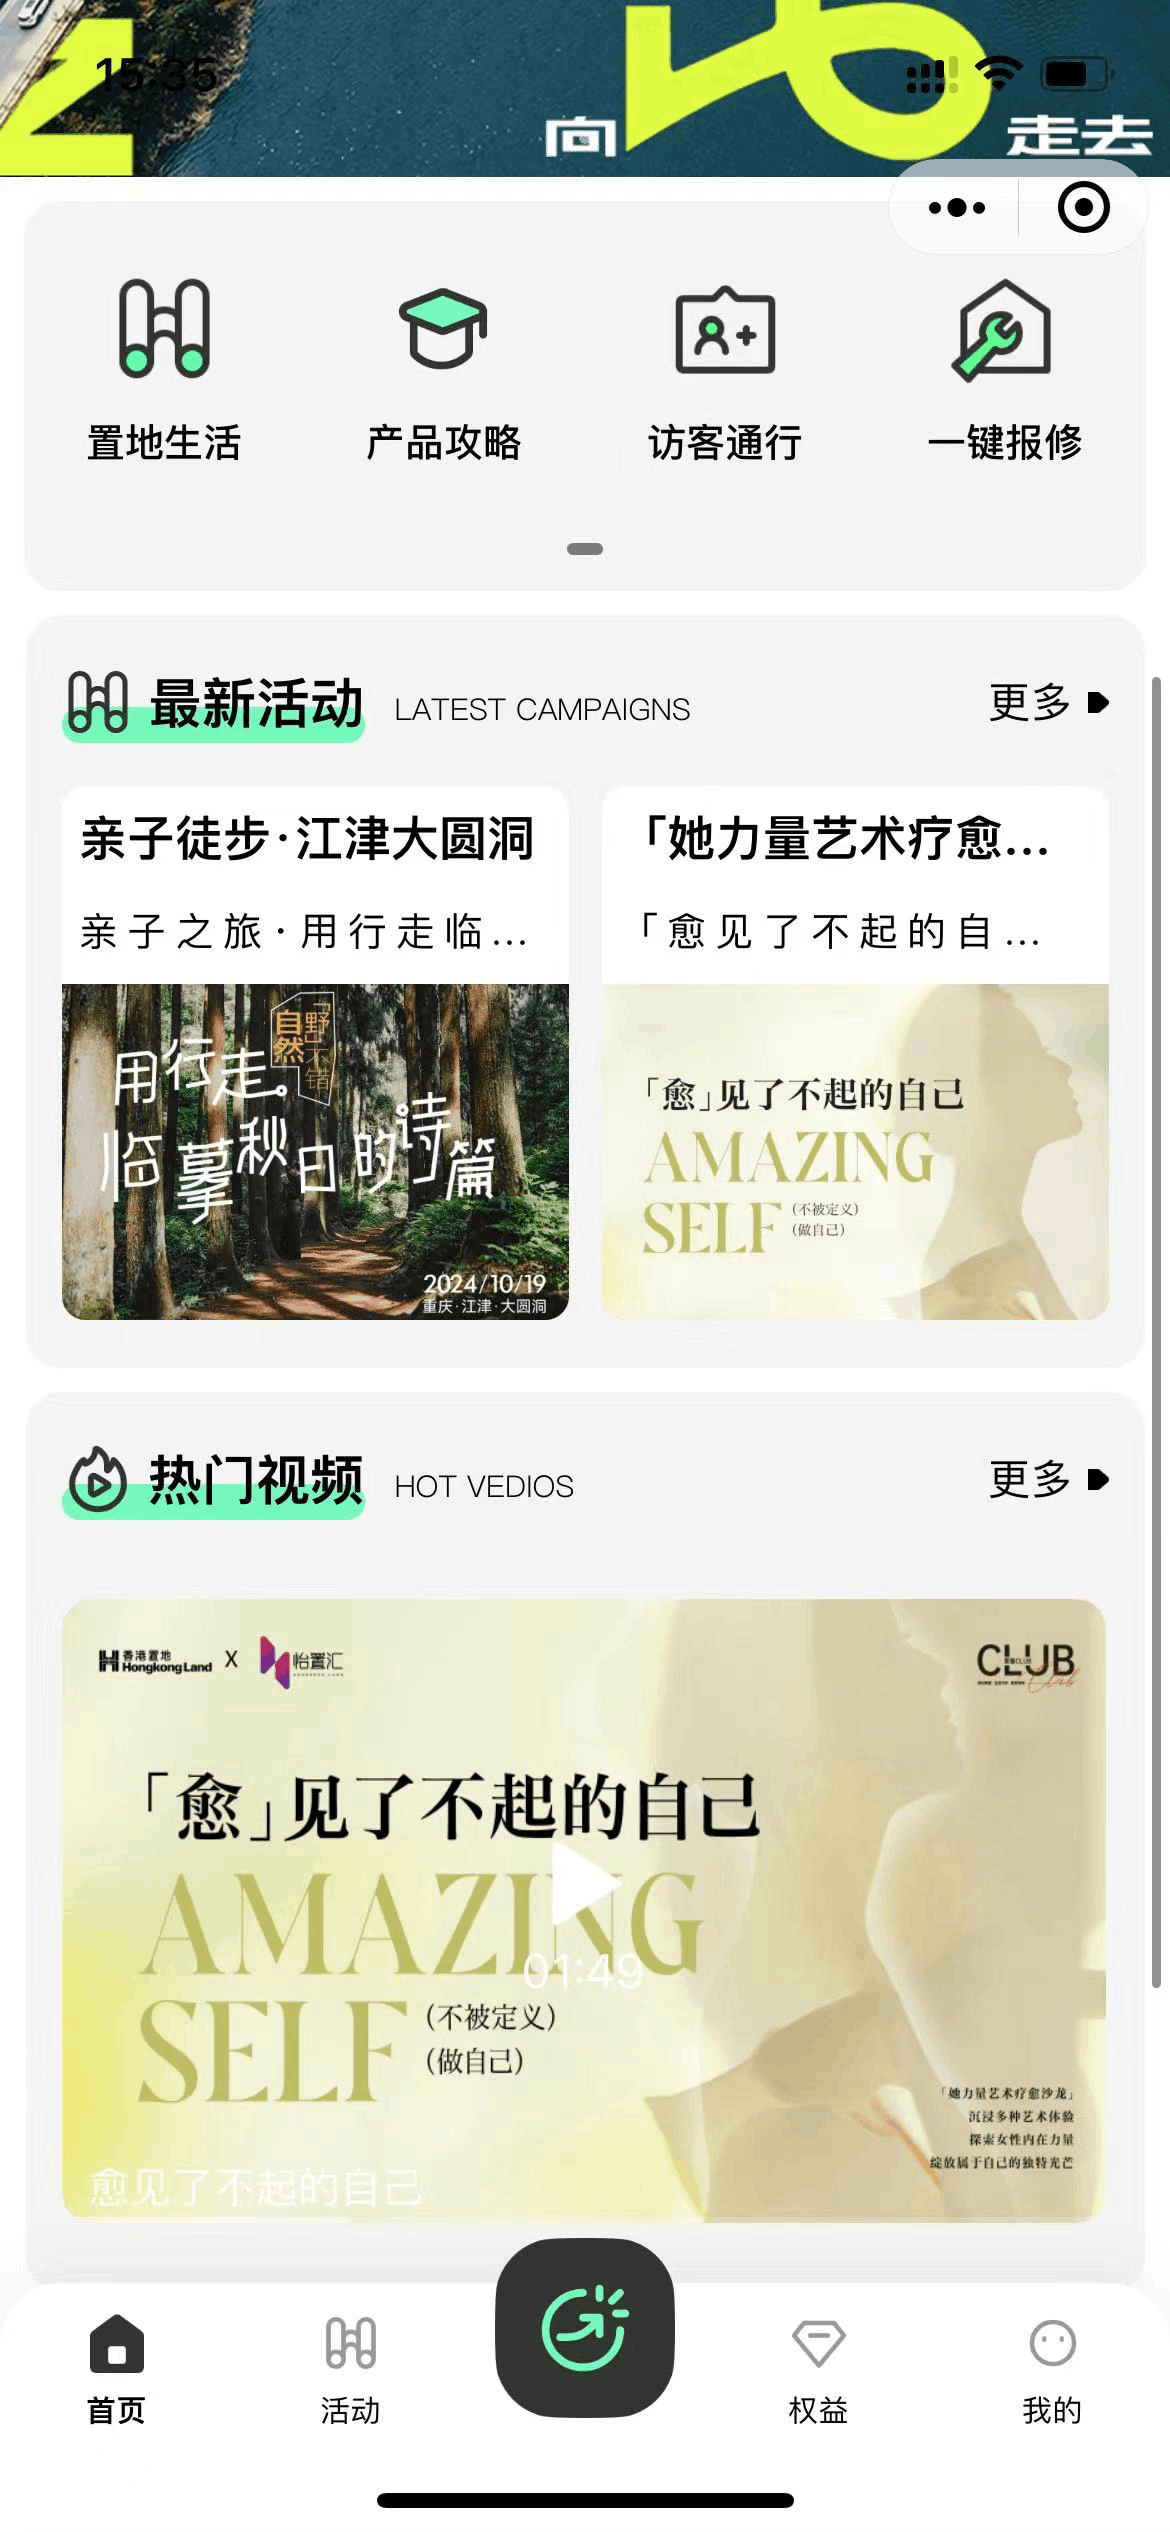 15:35
向
走去
置地生活
产品攻略
访客通行
一键报修
最新活动
LATEST CAMPAIGNS
更多
亲子徒步·江津大圆洞
亲子之旅·用行走临...
自然
野
不错
用行走。
临摹秋日的诗篇
2024/10/19
重庆·江津·大圆洞
「她力量艺术疗愈...
「愈见了不起的自...
「愈」见了不起的自己
AMAZING
SELF
(不被定义)
(做自己)
热门视频
HOT VEDIOS
更多
香港置地
HongkongLand
X
怡置汇
CLUB
Club
「愈」见了不起的自己
AMAZING
01:49
SELF
(不被定义)
(做自己)
「她力量艺术疗愈沙龙」
沉浸多种艺术体验
探索女性内在力量
绽放属于自己的独特光芒
愈见了不起的自己
首页
活动
权益
我的